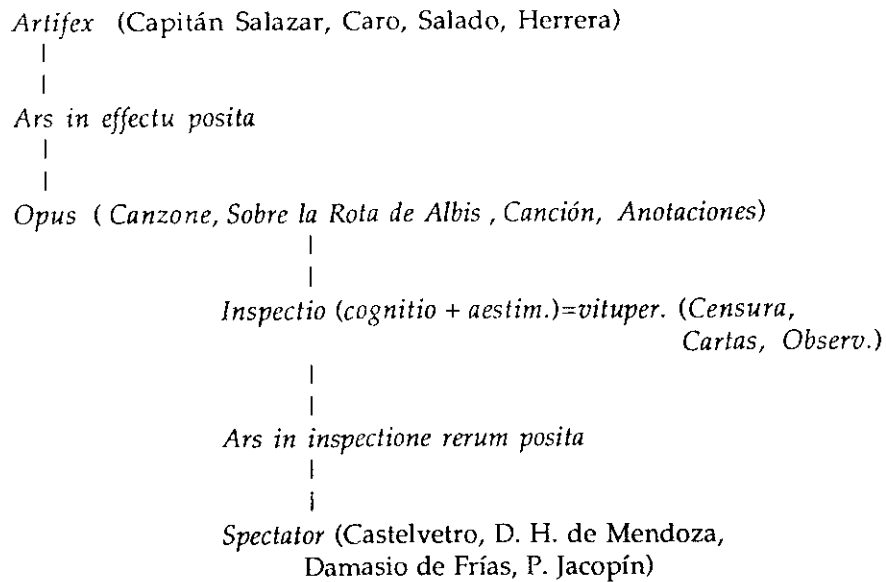 Artifex (Capitán Salazar, Caro, Salado, Herrera)
Ars in effectu posita
Opus ( Canzone, Sobre la Rota de Albis , Canción, Anotaciones)
Inspectio (cognitio + aestim.)=vituper. (Censura,
Cartas, Observ.)
Ars in inspectione rerum posita
Spectator (Castelvetro, D. H. de Mendoza,
Damasio de Frías, P. Jacopín)